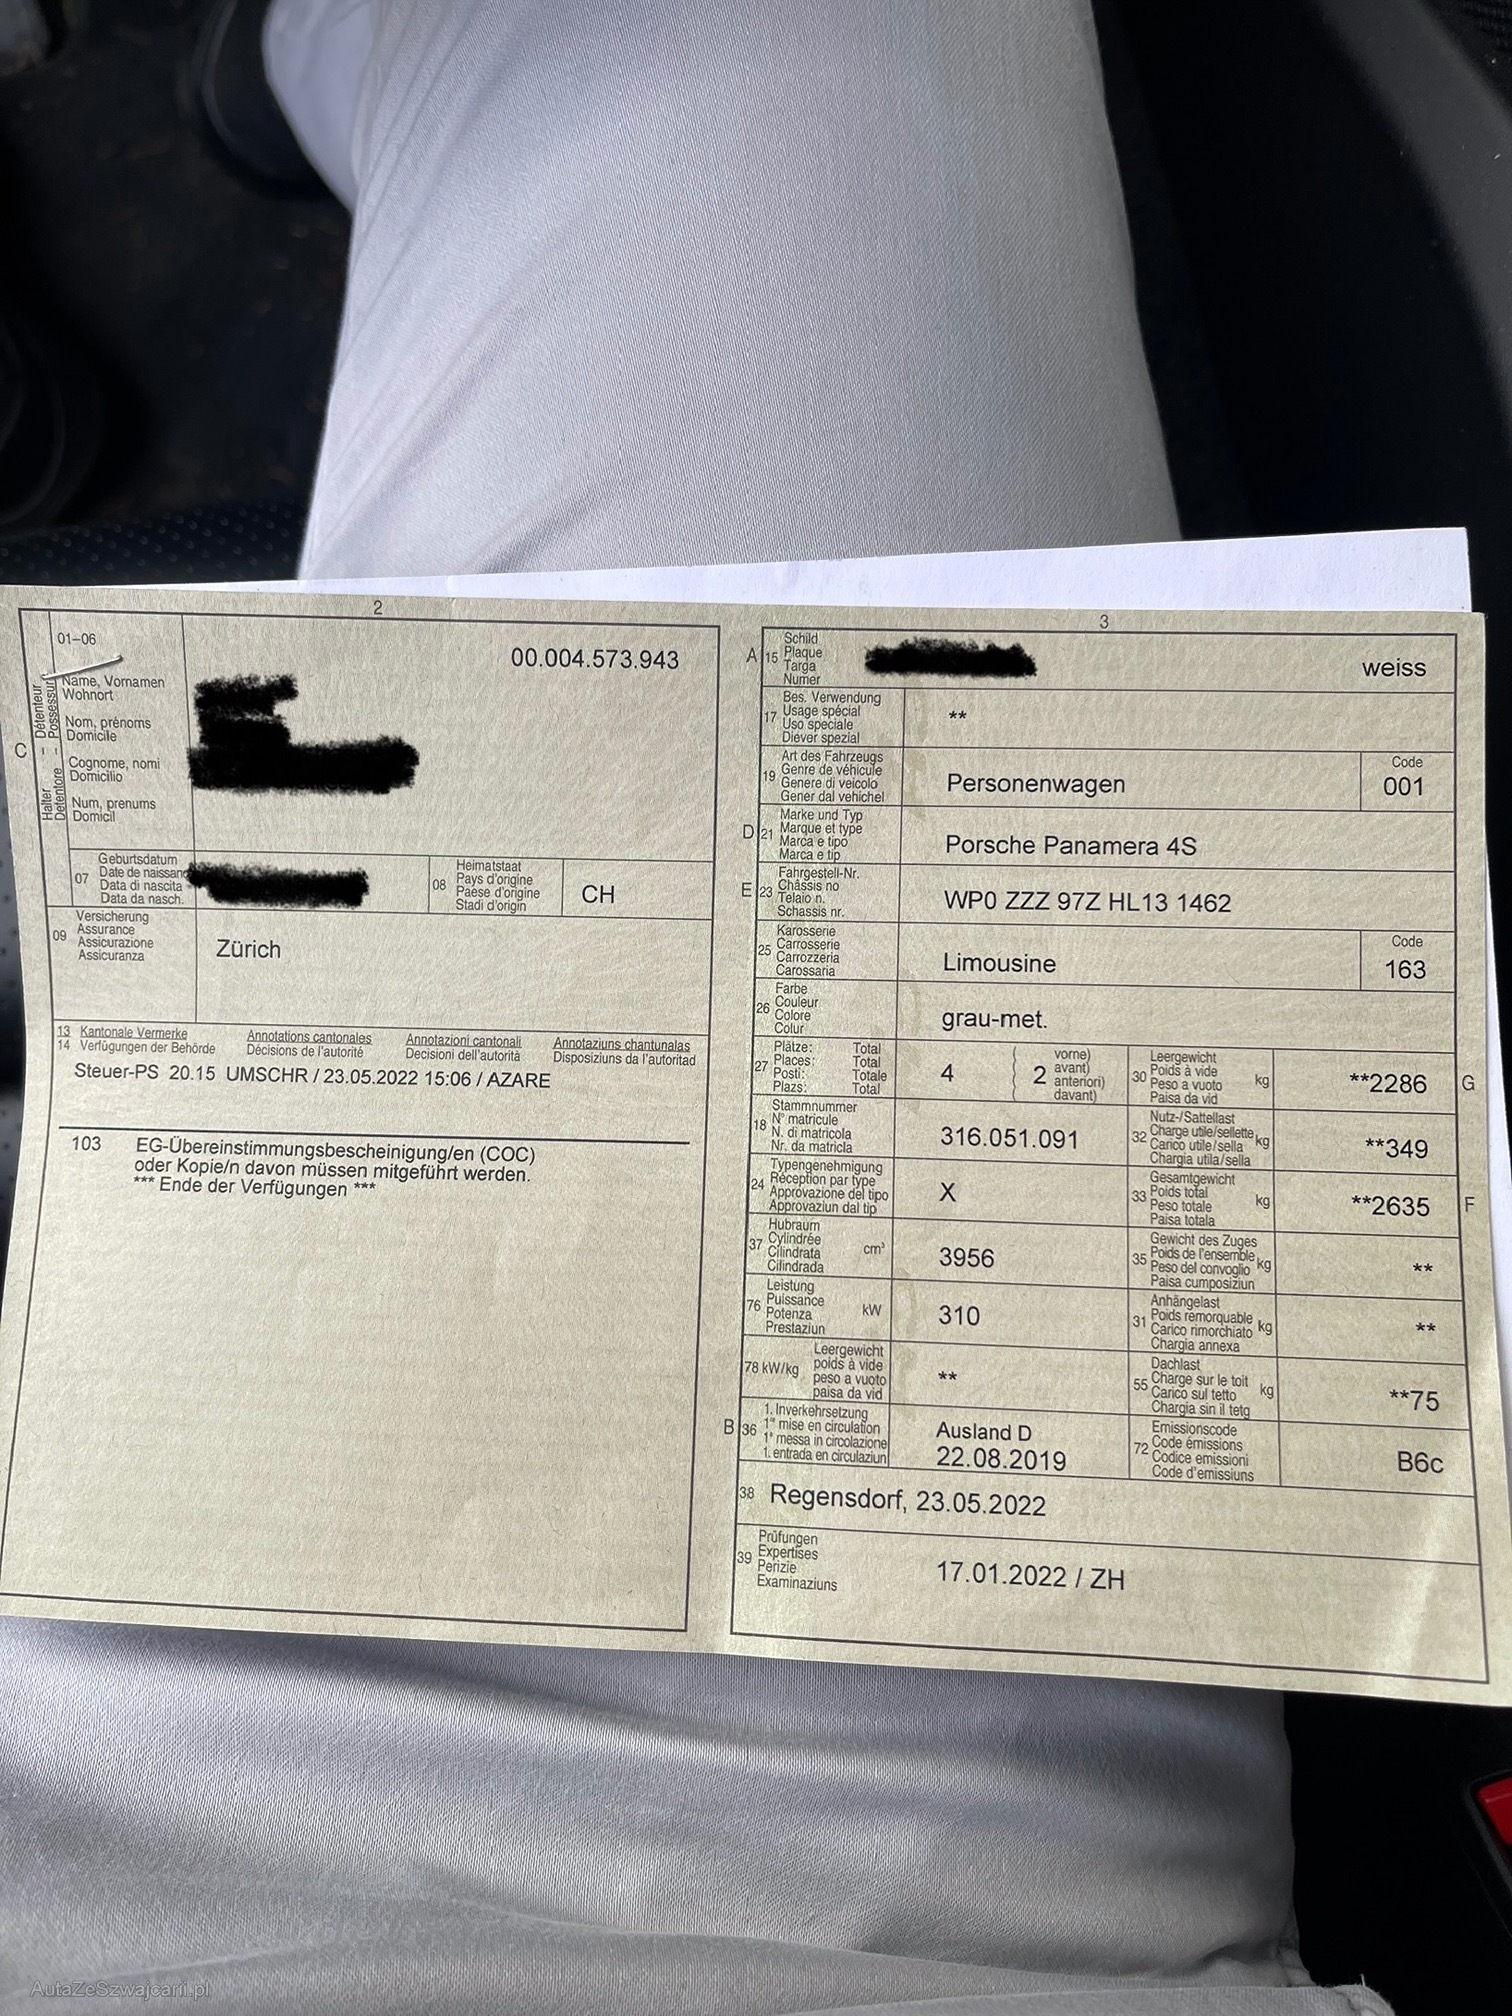 2
01–06
00.004.573.943
C
Halter – Détenteur
Detentore – Possessur
Name, Vornamen
Wohnort
Nom, prénoms
Domicile
Cognome, nomi
Domicilio
Num, prenums
Domicil
07
Geburtsdatum
Date de naissanc
Data di nascita
Data da nasch.
08
Heimatstaat
Pays d'origine
Paese d'origine
Stadi d'origin
CH
09
Versicherung
Assurance
Assicurazione
Assicuranza
Zürich
13 Kantonale Vermerke Annotations cantonales Annotazioni cantonali Annotaziuns chantunalas
14 Verfügungen der Behörde Décisions de l'autorité Decisioni dell'autorità Disposiziuns da l'autoritad
Steuer-PS 20.15 UMSCHR / 23.05.2022 15:06 / AZARE
103 EG-Übereinstimmungsbescheinigung/en (COC)
oder Kopie/n davon müssen mitgeführt werden.
*** Ende der Verfügungen ***
3
A 15
Schild
Plaque
Targa
Numer
weiss
17
Bes. Verwendung
Usage spécial
Uso speciale
Diever spezial
**
19
Art des Fahrzeugs
Genre de véhicule
Genere di veicolo
Gener dal vehichel
Personenwagen
Code
001
D 21
Marke und Typ
Marque et type
Marca e tipo
Marca e tip
Porsche Panamera 4S
E 23
Fahrgestell-Nr.
Châssis no
Telaio n.
Schassis nr.
WP0 ZZZ 97Z HL13 1462
25
Karosserie
Carrosserie
Carrozzeria
Carossaria
Limousine
Code
163
26
Farbe
Couleur
Colore
Colur
grau-met.
27
Plätze: Total
Places: Total
Posti: Totale
Plazs: Total
4
2
vorne)
avant)
anteriori)
davant)
30
Leergewicht
Poids à vide
Peso a vuoto
Paisa da vid
kg
**2286
G
18
Stammnummer
N° matricule
N. di matricola
Nr. da matricla
316.051.091
32
Nutz-/Sattellast
Charge utile/sellette
Carico utile/sella
Chargia utila/sella
kg
**349
24
Typengenehmigung
Réception par type
Approvazione del tipo
Approvaziun dal tip
X
33
Gesamtgewicht
Poids total
Peso totale
Paisa totala
kg
**2635
F
37
Hubraum
Cylindrée
Cilindrata
Cilindrada
cm³
3956
35
Gewicht des Zuges
Poids de l'ensemble
Peso del convoglio
Paisa cumposiziun
kg
**
76
Leistung
Puissance
Potenza
Prestaziun
kW
310
31
Anhängelast
Poids remorquable
Carico rimorchiato
Chargia annexa
kg
**
78 kW/kg
Leergewicht
poids à vide
peso a vuoto
paisa da vid
**
55
Dachlast
Charge sur le toit
Carico sul tetto
Chargia sin il tetg
kg
**75
B 36
1. Inverkehrsetzung
1re mise en circulation
1a messa in circolazione
1. entrada en circulaziun
Ausland D
22.08.2019
72
Emissionscode
Code émissions
Codice emissioni
Code d'emissiuns
B6c
38 Regensdorf, 23.05.2022
39
Prüfungen
Expertises
Perizie
Examinaziuns
17.01.2022 / ZH
AutaZeSzwajcarii.pl